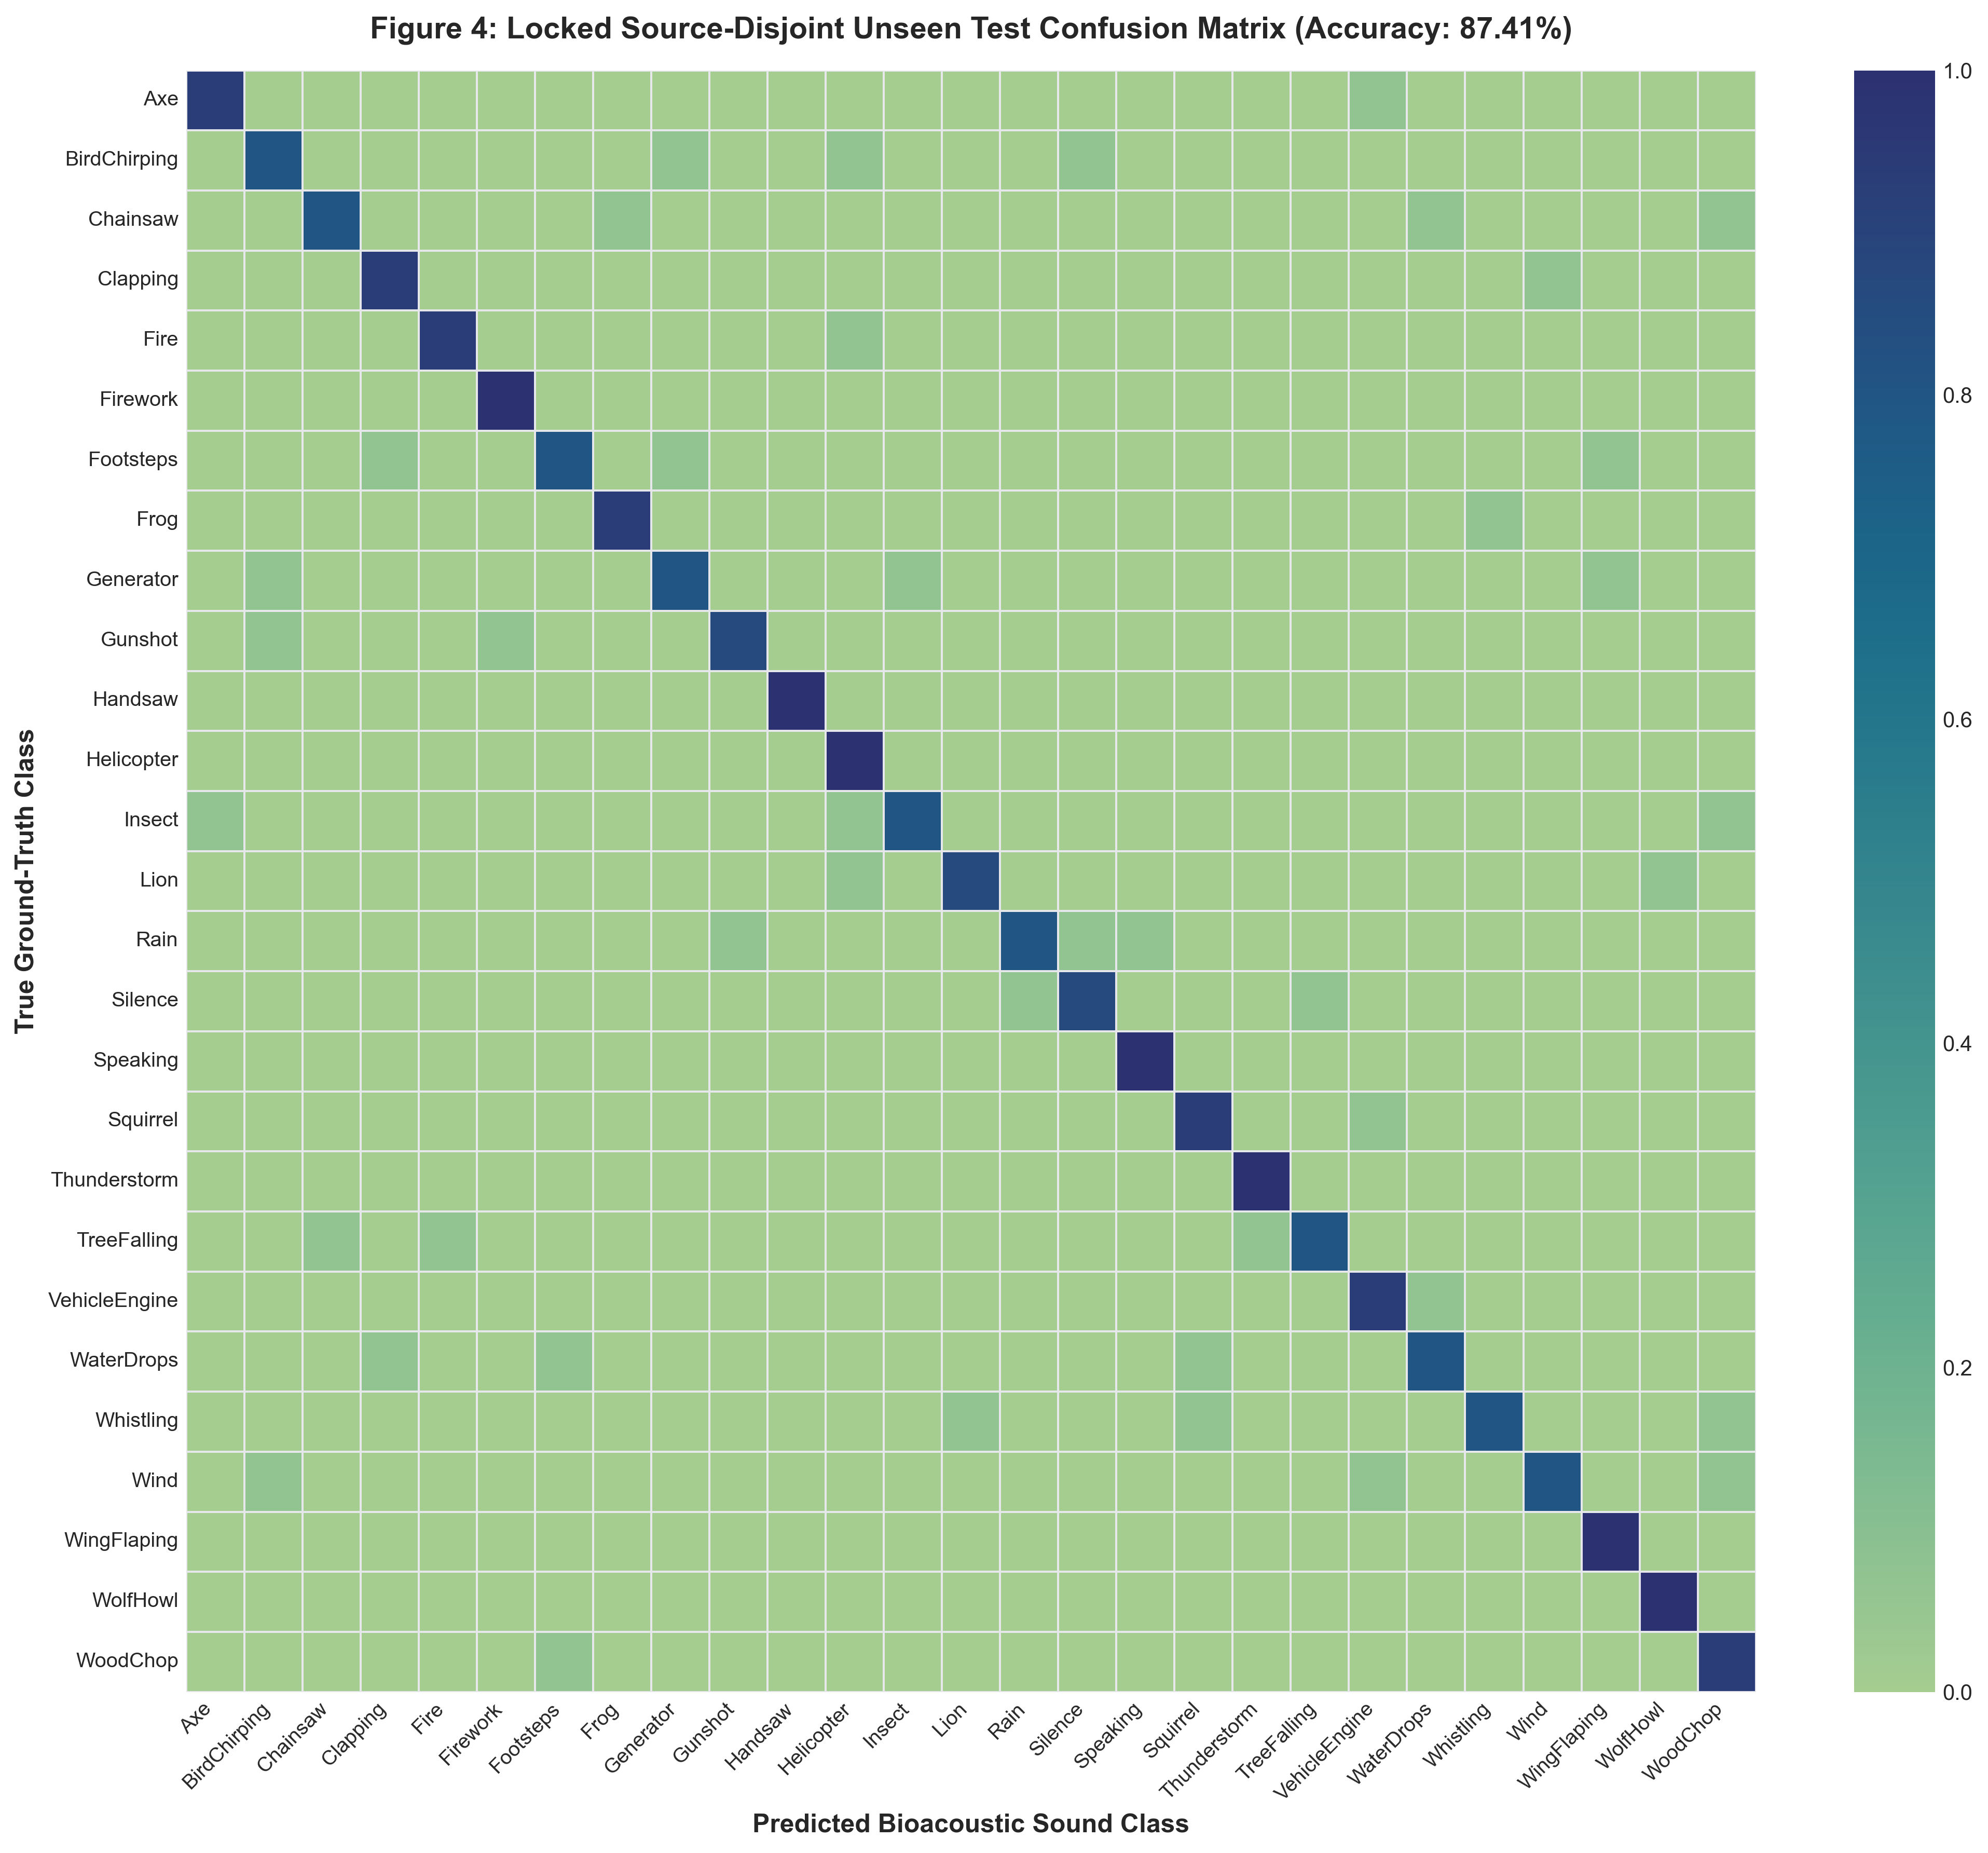 Figure 4: Locked Source-Disjoint Unseen Test Confusion Matrix (Accuracy: 87.41%)
True Ground-Truth Class
Axe
BirdChirping
Chainsaw
Clapping
Fire
Firework
Footsteps
Frog
Generator
Gunshot
Handsaw
Helicopter
Insect
Lion
Rain
Silence
Speaking
Squirrel
Thunderstorm
TreeFalling
VehicleEngine
WaterDrops
Whistling
Wind
WingFlaping
WolfHowl
WoodChop
Axe
BirdChirping
Chainsaw
Clapping
Fire
Firework
Footsteps
Frog
Generator
Gunshot
Handsaw
Helicopter
Insect
Lion
Rain
Silence
Speaking
Squirrel
Thunderstorm
TreeFalling
VehicleEngine
WaterDrops
Whistling
Wind
WingFlaping
WolfHowl
WoodChop
Predicted Bioacoustic Sound Class
1.0
0.8
0.6
0.4
0.2
0.0